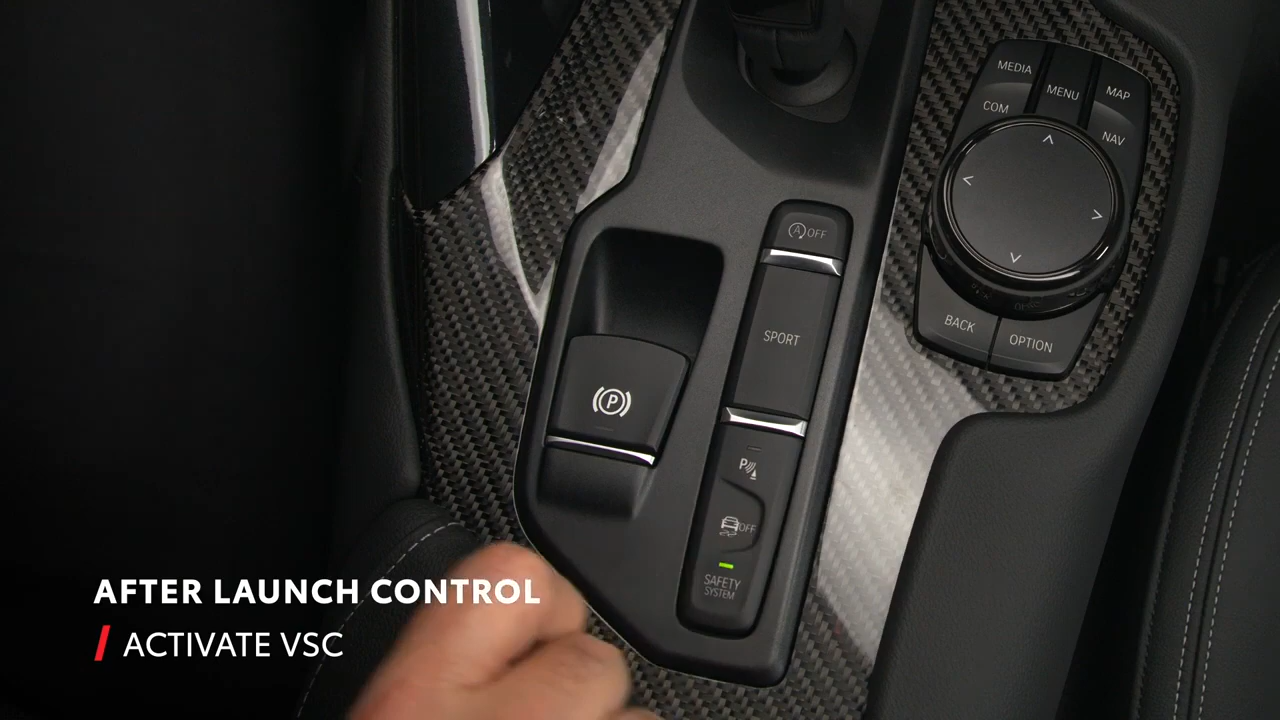 MEDIA
MENU
MAP
COM
NAV
A OFF
SPORT
BACK
OPTION
P
P
OFF
SAFETY
SYSTEM
AFTER LAUNCH CONTROL
ACTIVATE VSC